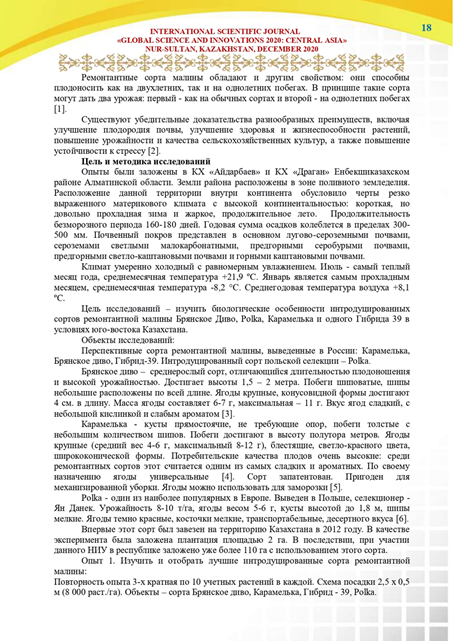 18
INTERNATIONAL SCIENTIFIC JOURNAL
«GLOBAL SCIENCE AND INNOVATIONS 2020: CENTRAL ASIA»
NUR-SULTAN, KAZAKHSTAN, DECEMBER 2020
Ремонтантные сорта малины обладают и другим свойством: они способны
плодоносить как на двухлетних, так и на однолетних побегах. В принципе такие сорта
могут дать два урожая: первый - как на обычных сортах и второй - на однолетних побегах
[1].
Существуют убедительные доказательства разнообразных преимуществ, включая
улучшение плодородия почвы, улучшение здоровья и жизнеспособности растений,
повышение урожайности и качества сельскохозяйственных культур, а также повышение
устойчивости к стрессу [2].
Цель и методика исследований
Опыты были заложены в КХ «Айдарбаев» и КХ «Драган» Енбекшиказахском
районе Алматинской области. Земли района расположены в зоне поливного земледелия.
Расположение данной территории внутри континента обусловило черты резко
выраженного материкового климата с высокой континентальностью: короткая, но
довольно прохладная зима и жаркое, продолжительное лето. Продолжительность
безморозного периода 160-180 дней. Годовая сумма осадков колеблется в пределах 300-
500 мм. Почвенный покров представлен в основном лугово-сероземными почвами,
сероземами светлыми малокарбонатными, предгорными серобурыми почвами,
предгорными светло-каштановыми почвами и горными каштановыми почвами.
Климат умеренно холодный с равномерным увлажнением. Июль - самый теплый
месяц года, среднемесячная температура +21,9 ºС. Январь является самым прохладным
месяцем, среднемесячная температура -8,2 °С. Среднегодовая температура воздуха +8,1
ºС.
Цель исследований – изучить биологические особенности интродуцированных
сортов ремонтантной малины Брянское Диво, Polka, Карамелька и одного Гибрида 39 в
условиях юго-востока Казахстана.
Объекты исследований:
Перспективные сорта ремонтантной малины, выведенные в России: Карамелька,
Брянское диво, Гибрид-39. Интродуцированный сорт польской селекции – Polka.
Брянское диво – среднерослый сорт, отличающийся длительностью плодоношения
и высокой урожайностью. Достигает высоты 1,5 – 2 метра. Побеги шиповатые, шипы
небольшие расположены по всей длине. Ягоды крупные, конусовидной формы достигают
4 см. в длину. Масса ягоды составляет 6-7 г, максимальная – 11 г. Вкус ягод сладкий, с
небольшой кислинкой и слабым ароматом [3].
Карамелька - кусты прямостоячие, не требующие опор, побеги толстые с
небольшим количеством шипов. Побеги достигают в высоту полутора метров. Ягоды
крупные (средний вес 4-6 г, максимальный 8-12 г), блестящие, светло-красного цвета,
ширококонической формы. Потребительские качества плодов очень высокие: среди
ремонтантных сортов этот считается одним из самых сладких и ароматных. По своему
назначению ягоды универсальные [4]. Сорт запатентован. Пригоден для
механизированной уборки. Ягоды можно использовать для заморозки [5].
Polka - один из наиболее популярных в Европе. Выведен в Польше, селекционер -
Ян Данек. Урожайность 8-10 т/га, ягоды весом 5-6 г, кусты высотой до 1,8 м, шипы
мелкие. Ягоды темно красные, косточки мелкие, транспортабельные, десертного вкуса [6].
Впервые этот сорт был завезен на территорию Казахстана в 2012 году. В качестве
эксперимента была заложена плантация площадью 2 га. В последствии, при участии
данного НИУ в республике заложено уже более 110 га с использованием этого сорта.
Опыт 1. Изучить и отобрать лучшие интродуцированные сорта ремонтантной
малины:
Повторность опыта 3-х кратная по 10 учетных растений в каждой. Схема посадки 2,5 х 0,5
м (8 000 раст./га). Объекты – сорта Брянское диво, Карамелька, Гибрид - 39, Polka.